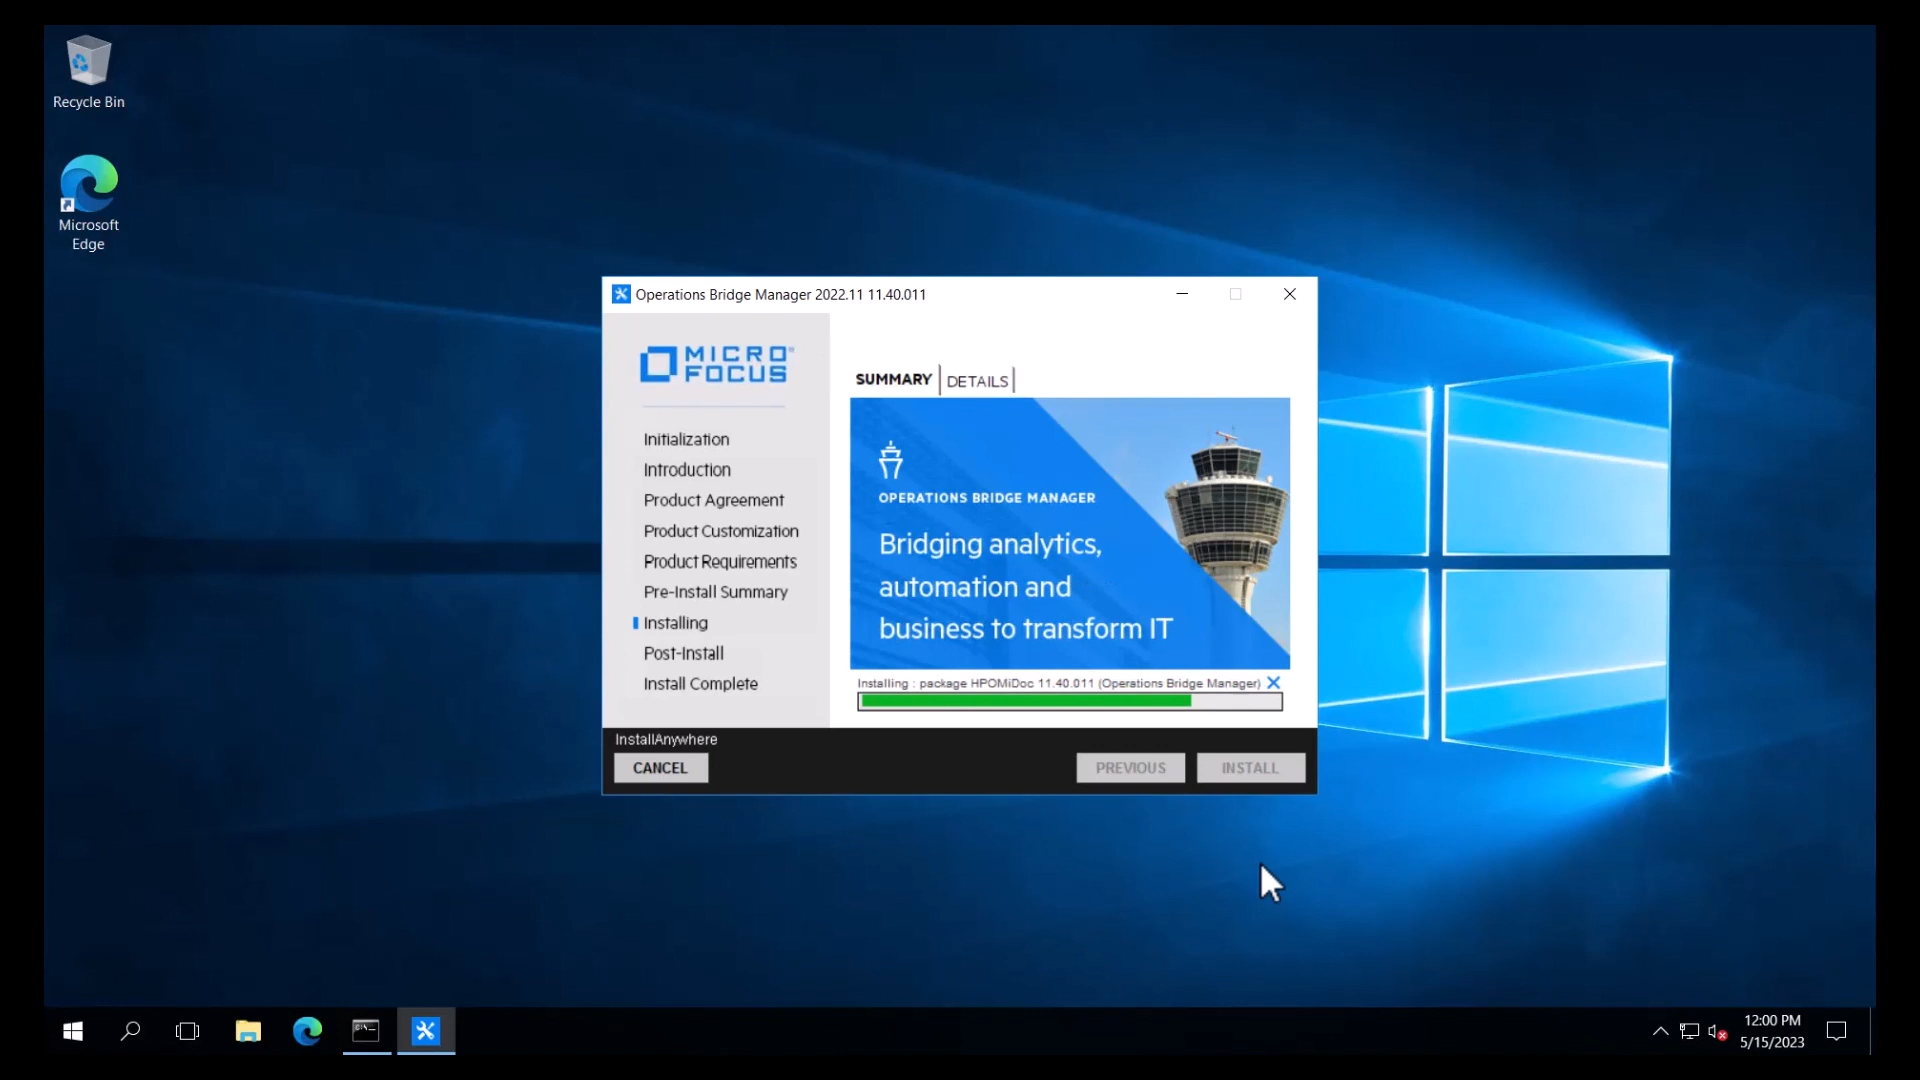 Recycle Bin
Microsoft
Edge
Operations Bridge Manager 2022.11 11.40.011
MICRO
FOCUS
Initialization
Introduction
Product Agreement
Product Customization
Product Requirements
Pre-Install Summary
Installing
Post-Install
Install Complete
SUMMARY
DETAILS
OPERATIONS BRIDGE MANAGER
Bridging analytics,
automation and
business to transform IT
Installing : package HPOMiDoc 11.40.011 (Operations Bridge Manager)
InstallAnywhere
CANCEL
PREVIOUS
INSTALL
12:00 PM
5/15/2023